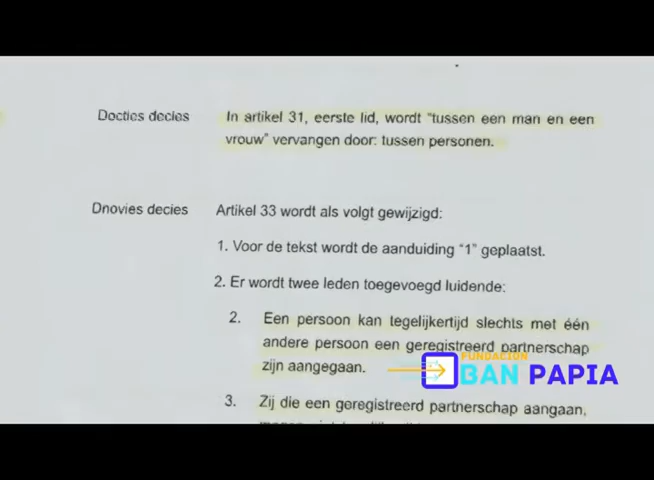 Docties decies
In artikel 31, eerste lid, wordt "tussen een man en een
vrouw" vervangen door: tussen personen.
Dnovies decies
Artikel 33 wordt als volgt gewijzigd:
1. Voor de tekst wordt de aanduiding "1" geplaatst.
2. Er wordt twee leden toegevoegd luidende:
2. Een persoon kan tegelijkertijd slechts met één
andere persoon een geregistreerd partnerschap
zijn aangegaan.
FUNDACION
BAN PAPIA
3. Zij die een geregistreerd partnerschap aangaan,